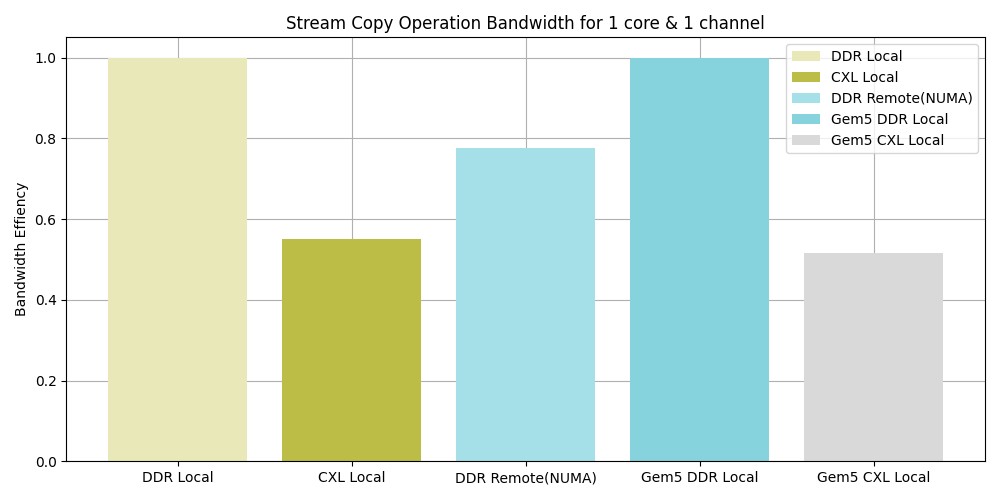 Stream Copy Operation Bandwidth for 1 core & 1 channel
Bandwidth Effiency
1.0
0.8
0.6
0.4
0.2
0.0
DDR Local
CXL Local
DDR Remote(NUMA)
Gem5 DDR Local
Gem5 CXL Local
DDR Local
CXL Local
DDR Remote(NUMA)
Gem5 DDR Local
Gem5 CXL Local